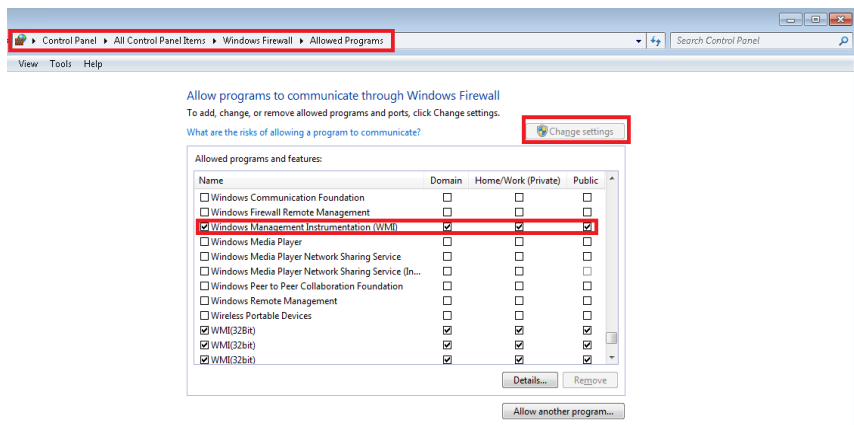 Control Panel ▸ All Control Panel Items ▸ Windows Firewall ▸ Allowed Programs
Search Control Panel
View Tools Help
Allow programs to communicate through Windows Firewall
To add, change, or remove allowed programs and ports, click Change settings.
What are the risks of allowing a program to communicate?
Change settings
Allowed programs and features:
Name Domain Home/Work (Private) Public
Windows Communication Foundation
Windows Firewall Remote Management
Windows Management Instrumentation (WMI)
Windows Media Player
Windows Media Player Network Sharing Service
Windows Media Player Network Sharing Service (In...
Windows Peer to Peer Collaboration Foundation
Windows Remote Management
Wireless Portable Devices
WMI(32Bit)
WMI(32bit)
WMI(32bit)
Details... Remove
Allow another program...